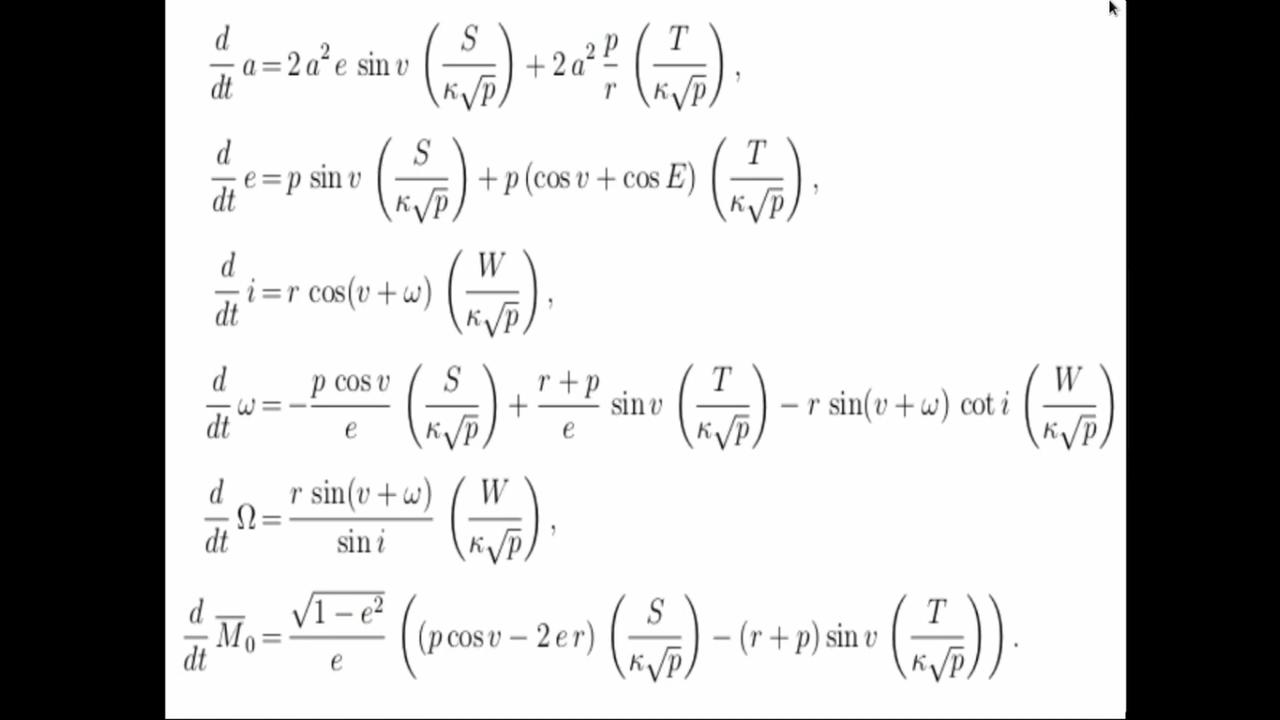 d/dt a = 2 a² e sin v (S/(κ√p)) + 2 a² p/r (T/(κ√p)) ,
d/dt e = p sin v (S/(κ√p)) + p (cos v + cos E) (T/(κ√p)) ,
d/dt i = r cos(v + ω) (W/(κ√p)) ,
d/dt ω = − (p cos v)/e (S/(κ√p)) + (r + p)/e sin v (T/(κ√p)) − r sin(v + ω) cot i (W/(κ√p))
d/dt Ω = (r sin(v + ω))/(sin i) (W/(κ√p)) ,
d/dt M̅₀ = √(1 − e²)/e ((p cos v − 2 e r) (S/(κ√p)) − (r + p) sin v (T/(κ√p))) .